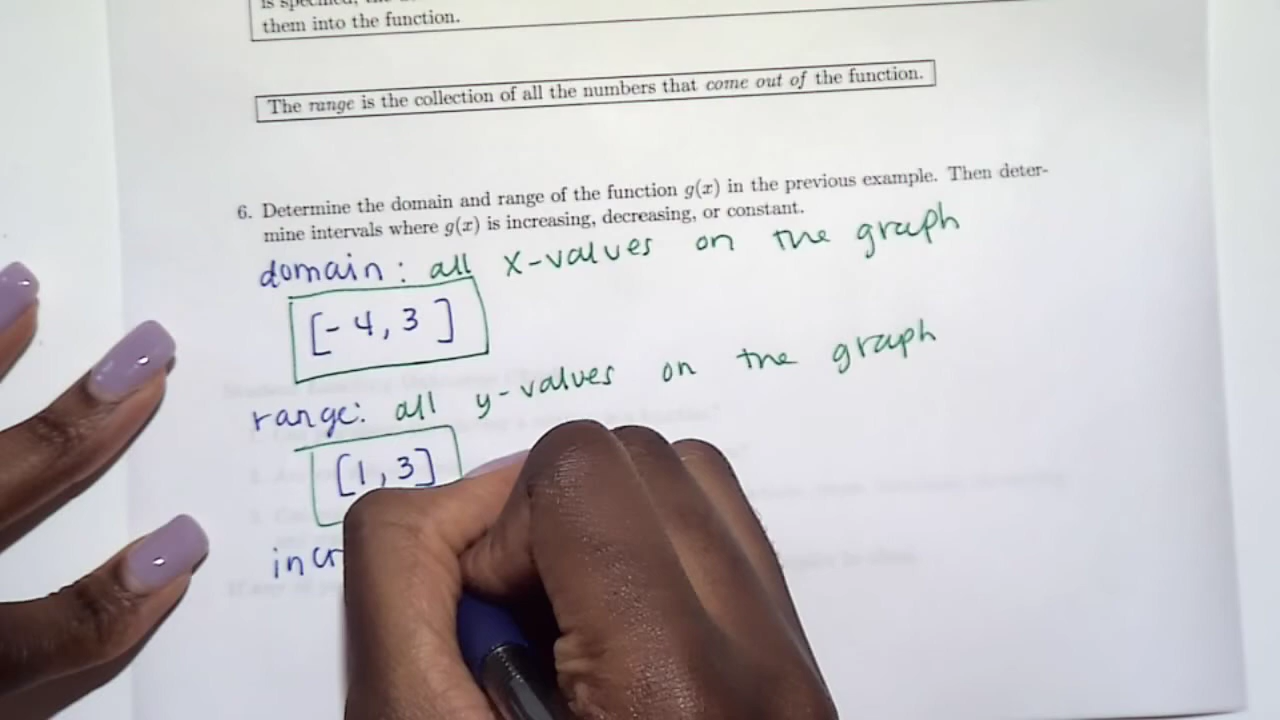 them into the function.
The range is the collection of all the numbers that come out of the function.
6. Determine the domain and range of the function g(x) in the previous example. Then deter-
mine intervals where g(x) is increasing, decreasing, or constant.
domain: all x-values on the graph
[-4, 3]
range: all y-values on the graph
[1, 3]
incr